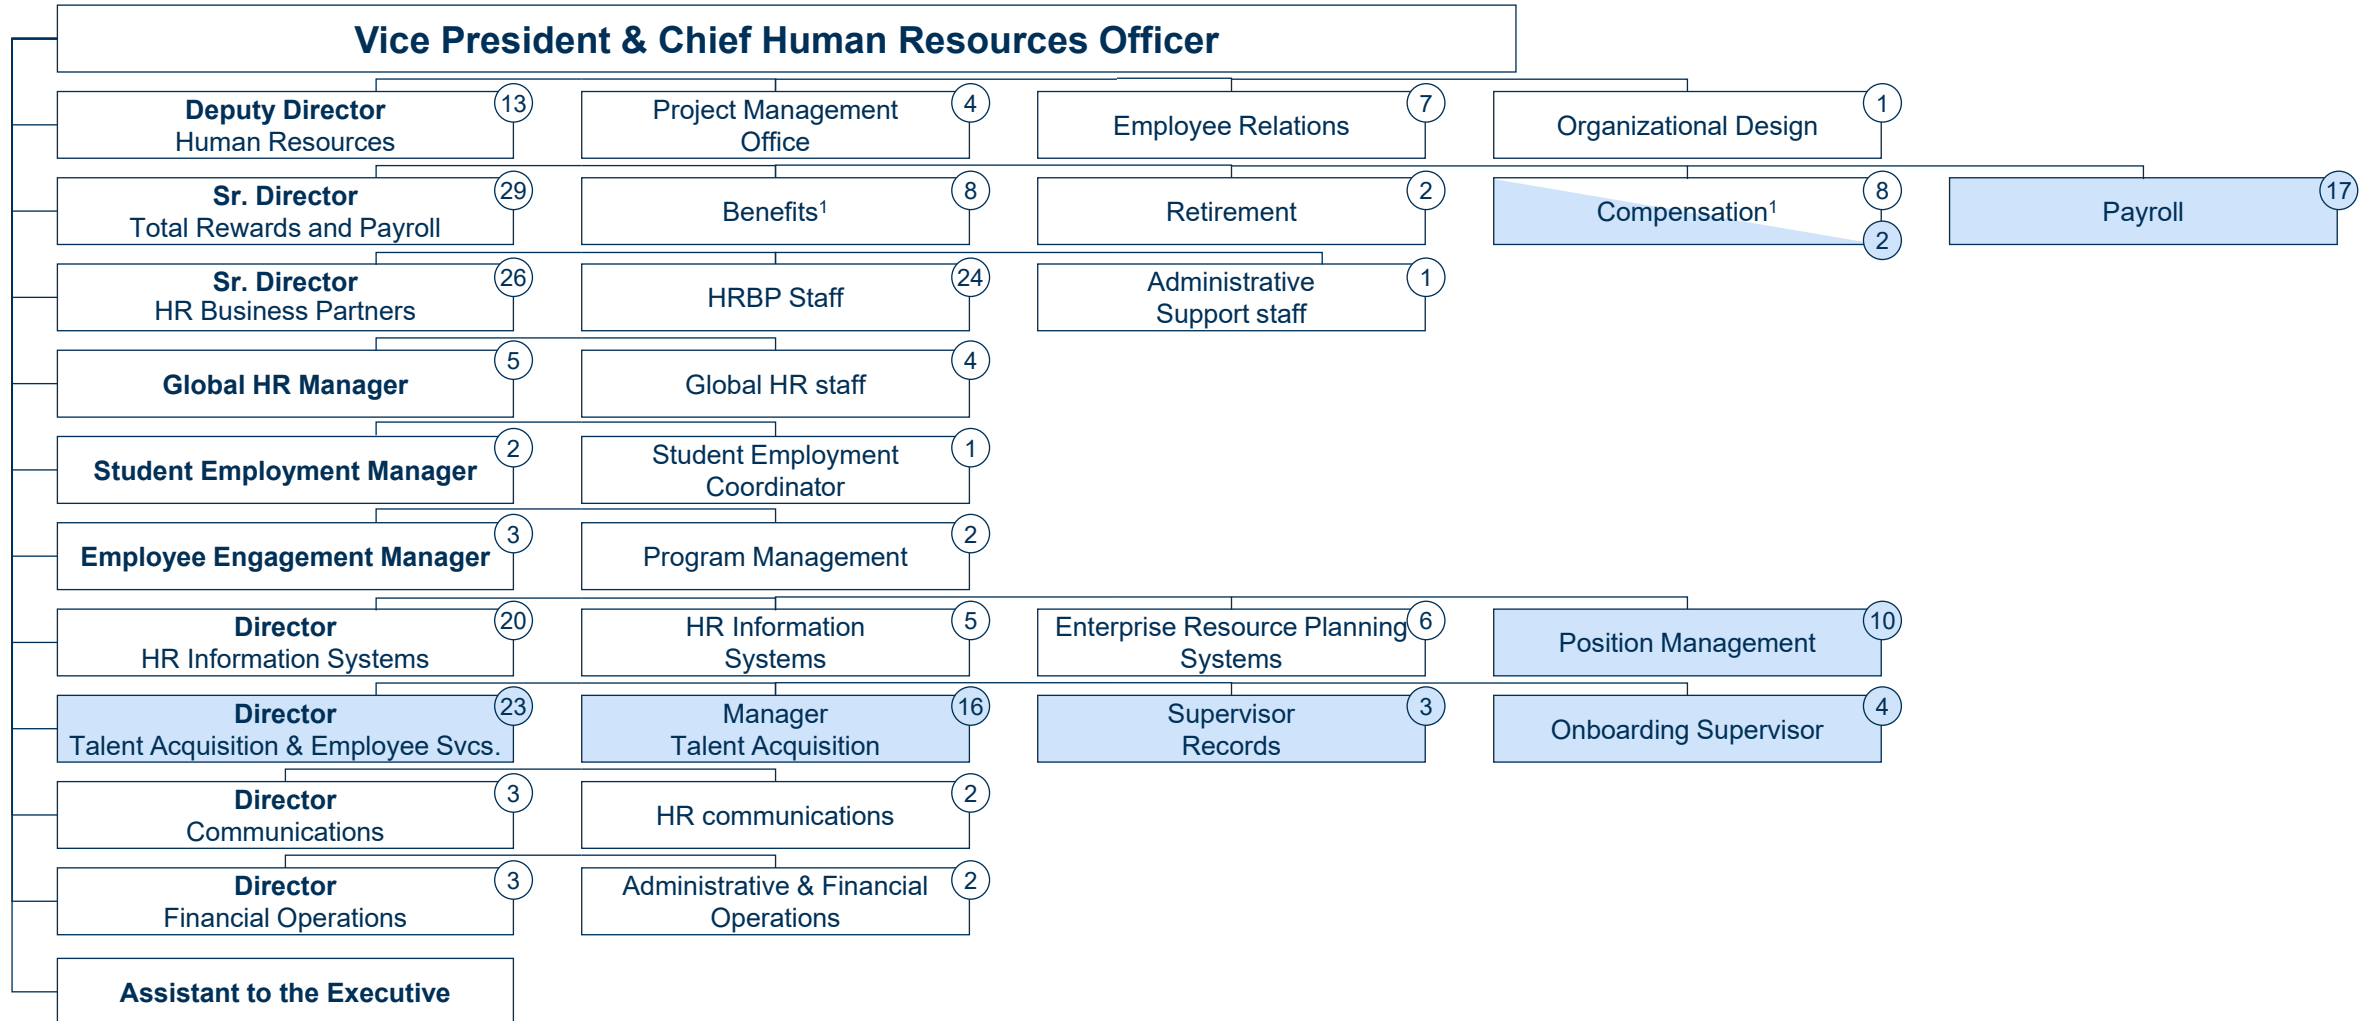 Vice President & Chief Human Resources Officer
Deputy Director
Human Resources
13
Project Management
Office
4
Employee Relations
7
Organizational Design
1
Sr. Director
Total Rewards and Payroll
29
Benefits¹
8
Retirement
2
Compensation¹
8
2
Payroll
17
Sr. Director
HR Business Partners
26
HRBP Staff
24
Administrative
Support staff
1
Global HR Manager
5
Global HR staff
4
Student Employment Manager
2
Student Employment
Coordinator
1
Employee Engagement Manager
3
Program Management
2
Director
HR Information Systems
20
HR Information
Systems
5
Enterprise Resource Planning
Systems
6
Position Management
10
Director
Talent Acquisition & Employee Svcs.
23
Manager
Talent Acquisition
16
Supervisor
Records
3
Onboarding Supervisor
4
Director
Communications
3
HR communications
2
Director
Financial Operations
3
Administrative & Financial
Operations
2
Assistant to the Executive